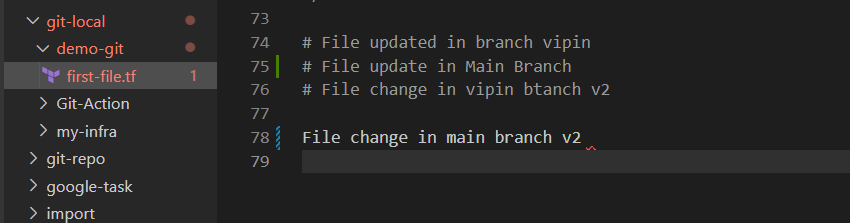 git-local
demo-git
first-file.tf 1
Git-Action
my-infra
git-repo
google-task
import
73
74 # File updated in branch vipin
75 # File update in Main Branch
76 # File change in vipin btanch v2
77
78 File change in main branch v2
79